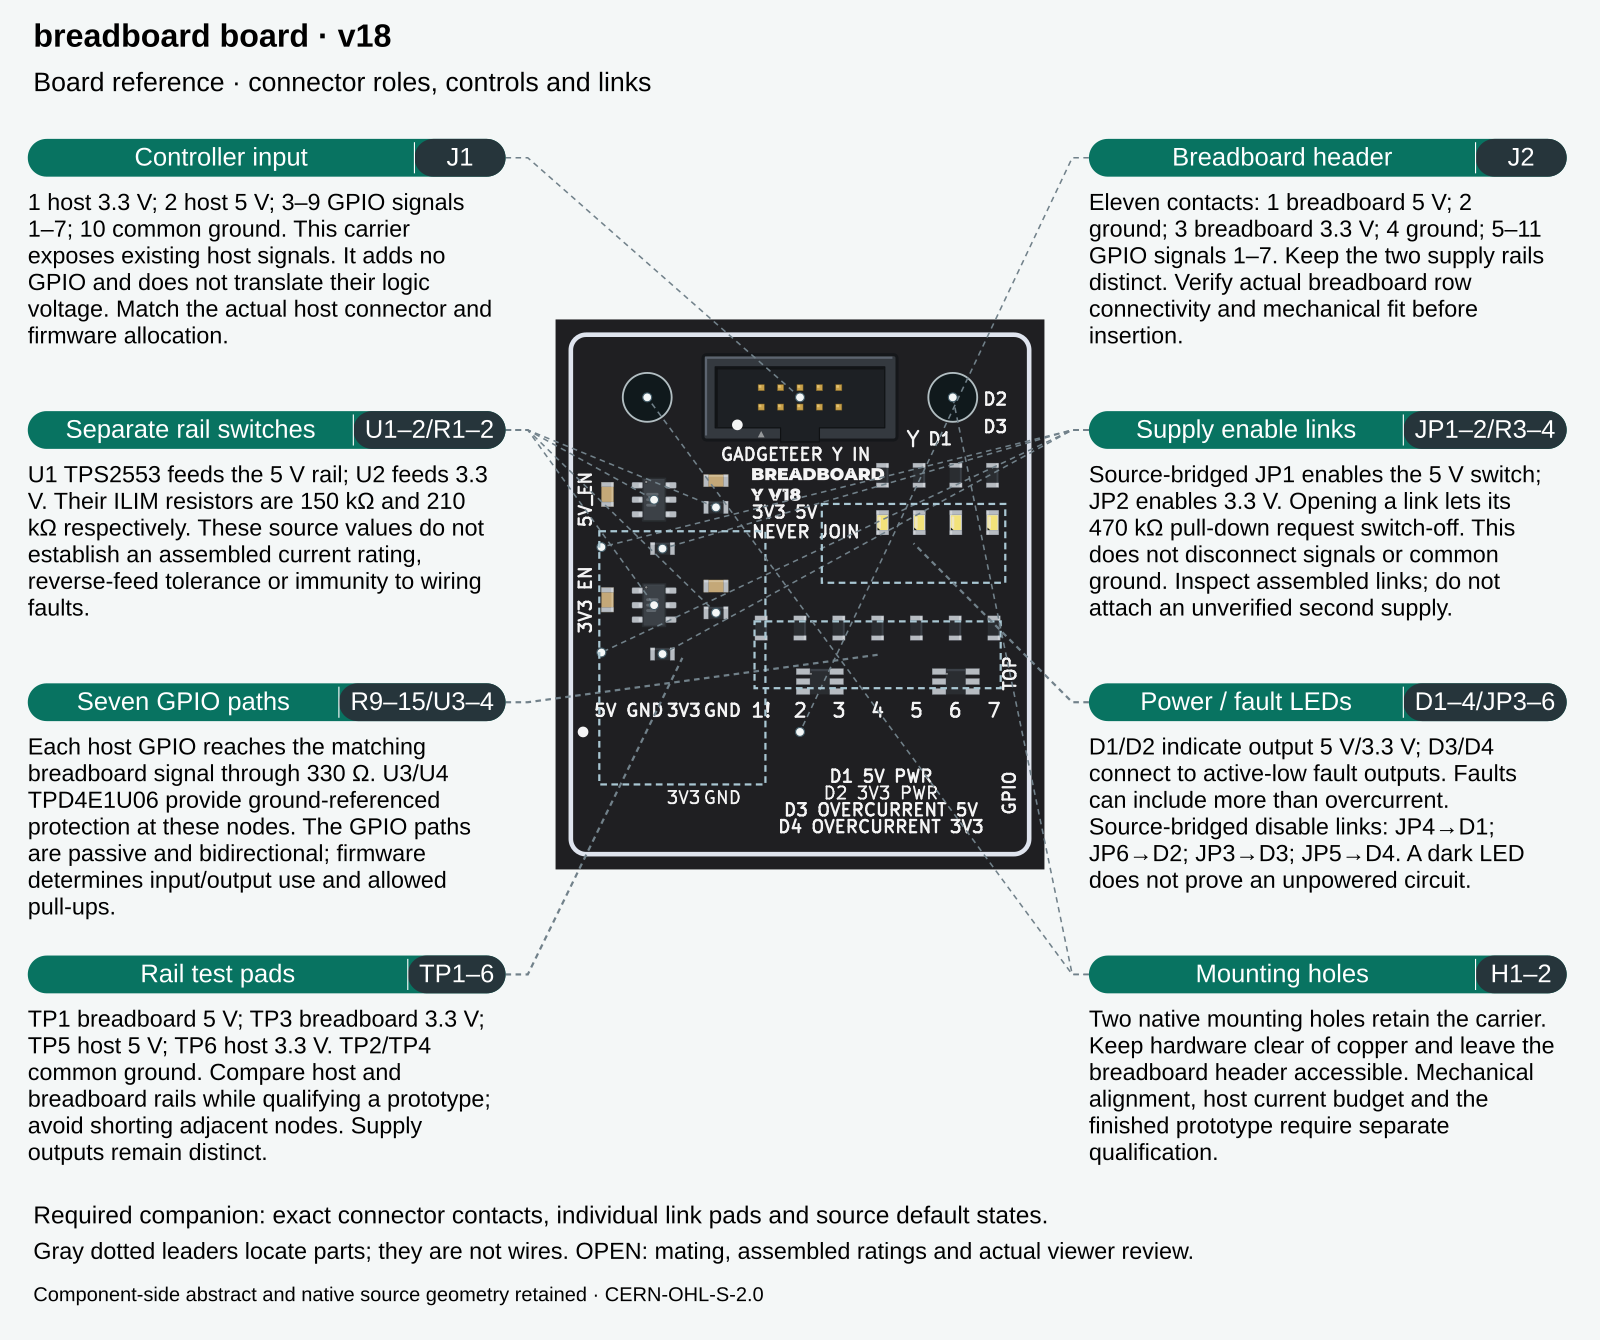 breadboard board · v18
Board reference · connector roles, controls and links
Controller input J1
1 host 3.3 V; 2 host 5 V; 3–9 GPIO signals
1–7; 10 common ground. This carrier
exposes existing host signals. It adds no
GPIO and does not translate their logic
voltage. Match the actual host connector and
firmware allocation.
Separate rail switches U1–2/R1–2
U1 TPS2553 feeds the 5 V rail; U2 feeds 3.3
V. Their ILIM resistors are 150 kΩ and 210
kΩ respectively. These source values do not
establish an assembled current rating,
reverse-feed tolerance or immunity to wiring
faults.
Seven GPIO paths R9–15/U3–4
Each host GPIO reaches the matching
breadboard signal through 330 Ω. U3/U4
TPD4E1U06 provide ground-referenced
protection at these nodes. The GPIO paths
are passive and bidirectional; firmware
determines input/output use and allowed
pull-ups.
Rail test pads TP1–6
TP1 breadboard 5 V; TP3 breadboard 3.3 V;
TP5 host 5 V; TP6 host 3.3 V. TP2/TP4
common ground. Compare host and
breadboard rails while qualifying a prototype;
avoid shorting adjacent nodes. Supply
outputs remain distinct.
D2
D3
Y D1
GADGETEER Y IN
BREADBOARD
Y V18
3V3 5V
NEVER JOIN
5V_EN
3V3 EN
TOP
5V GND 3V3 GND 1! 2 3 4 5 6 7
3V3 GND
D1 5V PWR
D2 3V3 PWR
D3 OVERCURRENT 5V
D4 OVERCURRENT 3V3
GPIO
Breadboard header J2
Eleven contacts: 1 breadboard 5 V; 2
ground; 3 breadboard 3.3 V; 4 ground; 5–11
GPIO signals 1–7. Keep the two supply rails
distinct. Verify actual breadboard row
connectivity and mechanical fit before
insertion.
Supply enable links JP1–2/R3–4
Source-bridged JP1 enables the 5 V switch;
JP2 enables 3.3 V. Opening a link lets its
470 kΩ pull-down request switch-off. This
does not disconnect signals or common
ground. Inspect assembled links; do not
attach an unverified second supply.
Power / fault LEDs D1–4/JP3–6
D1/D2 indicate output 5 V/3.3 V; D3/D4
connect to active-low fault outputs. Faults
can include more than overcurrent.
Source-bridged disable links: JP4→D1;
JP6→D2; JP3→D3; JP5→D4. A dark LED
does not prove an unpowered circuit.
Mounting holes H1–2
Two native mounting holes retain the carrier.
Keep hardware clear of copper and leave the
breadboard header accessible. Mechanical
alignment, host current budget and the
finished prototype require separate
qualification.
Required companion: exact connector contacts, individual link pads and source default states.
Gray dotted leaders locate parts; they are not wires. OPEN: mating, assembled ratings and actual viewer review.
Component-side abstract and native source geometry retained · CERN-OHL-S-2.0